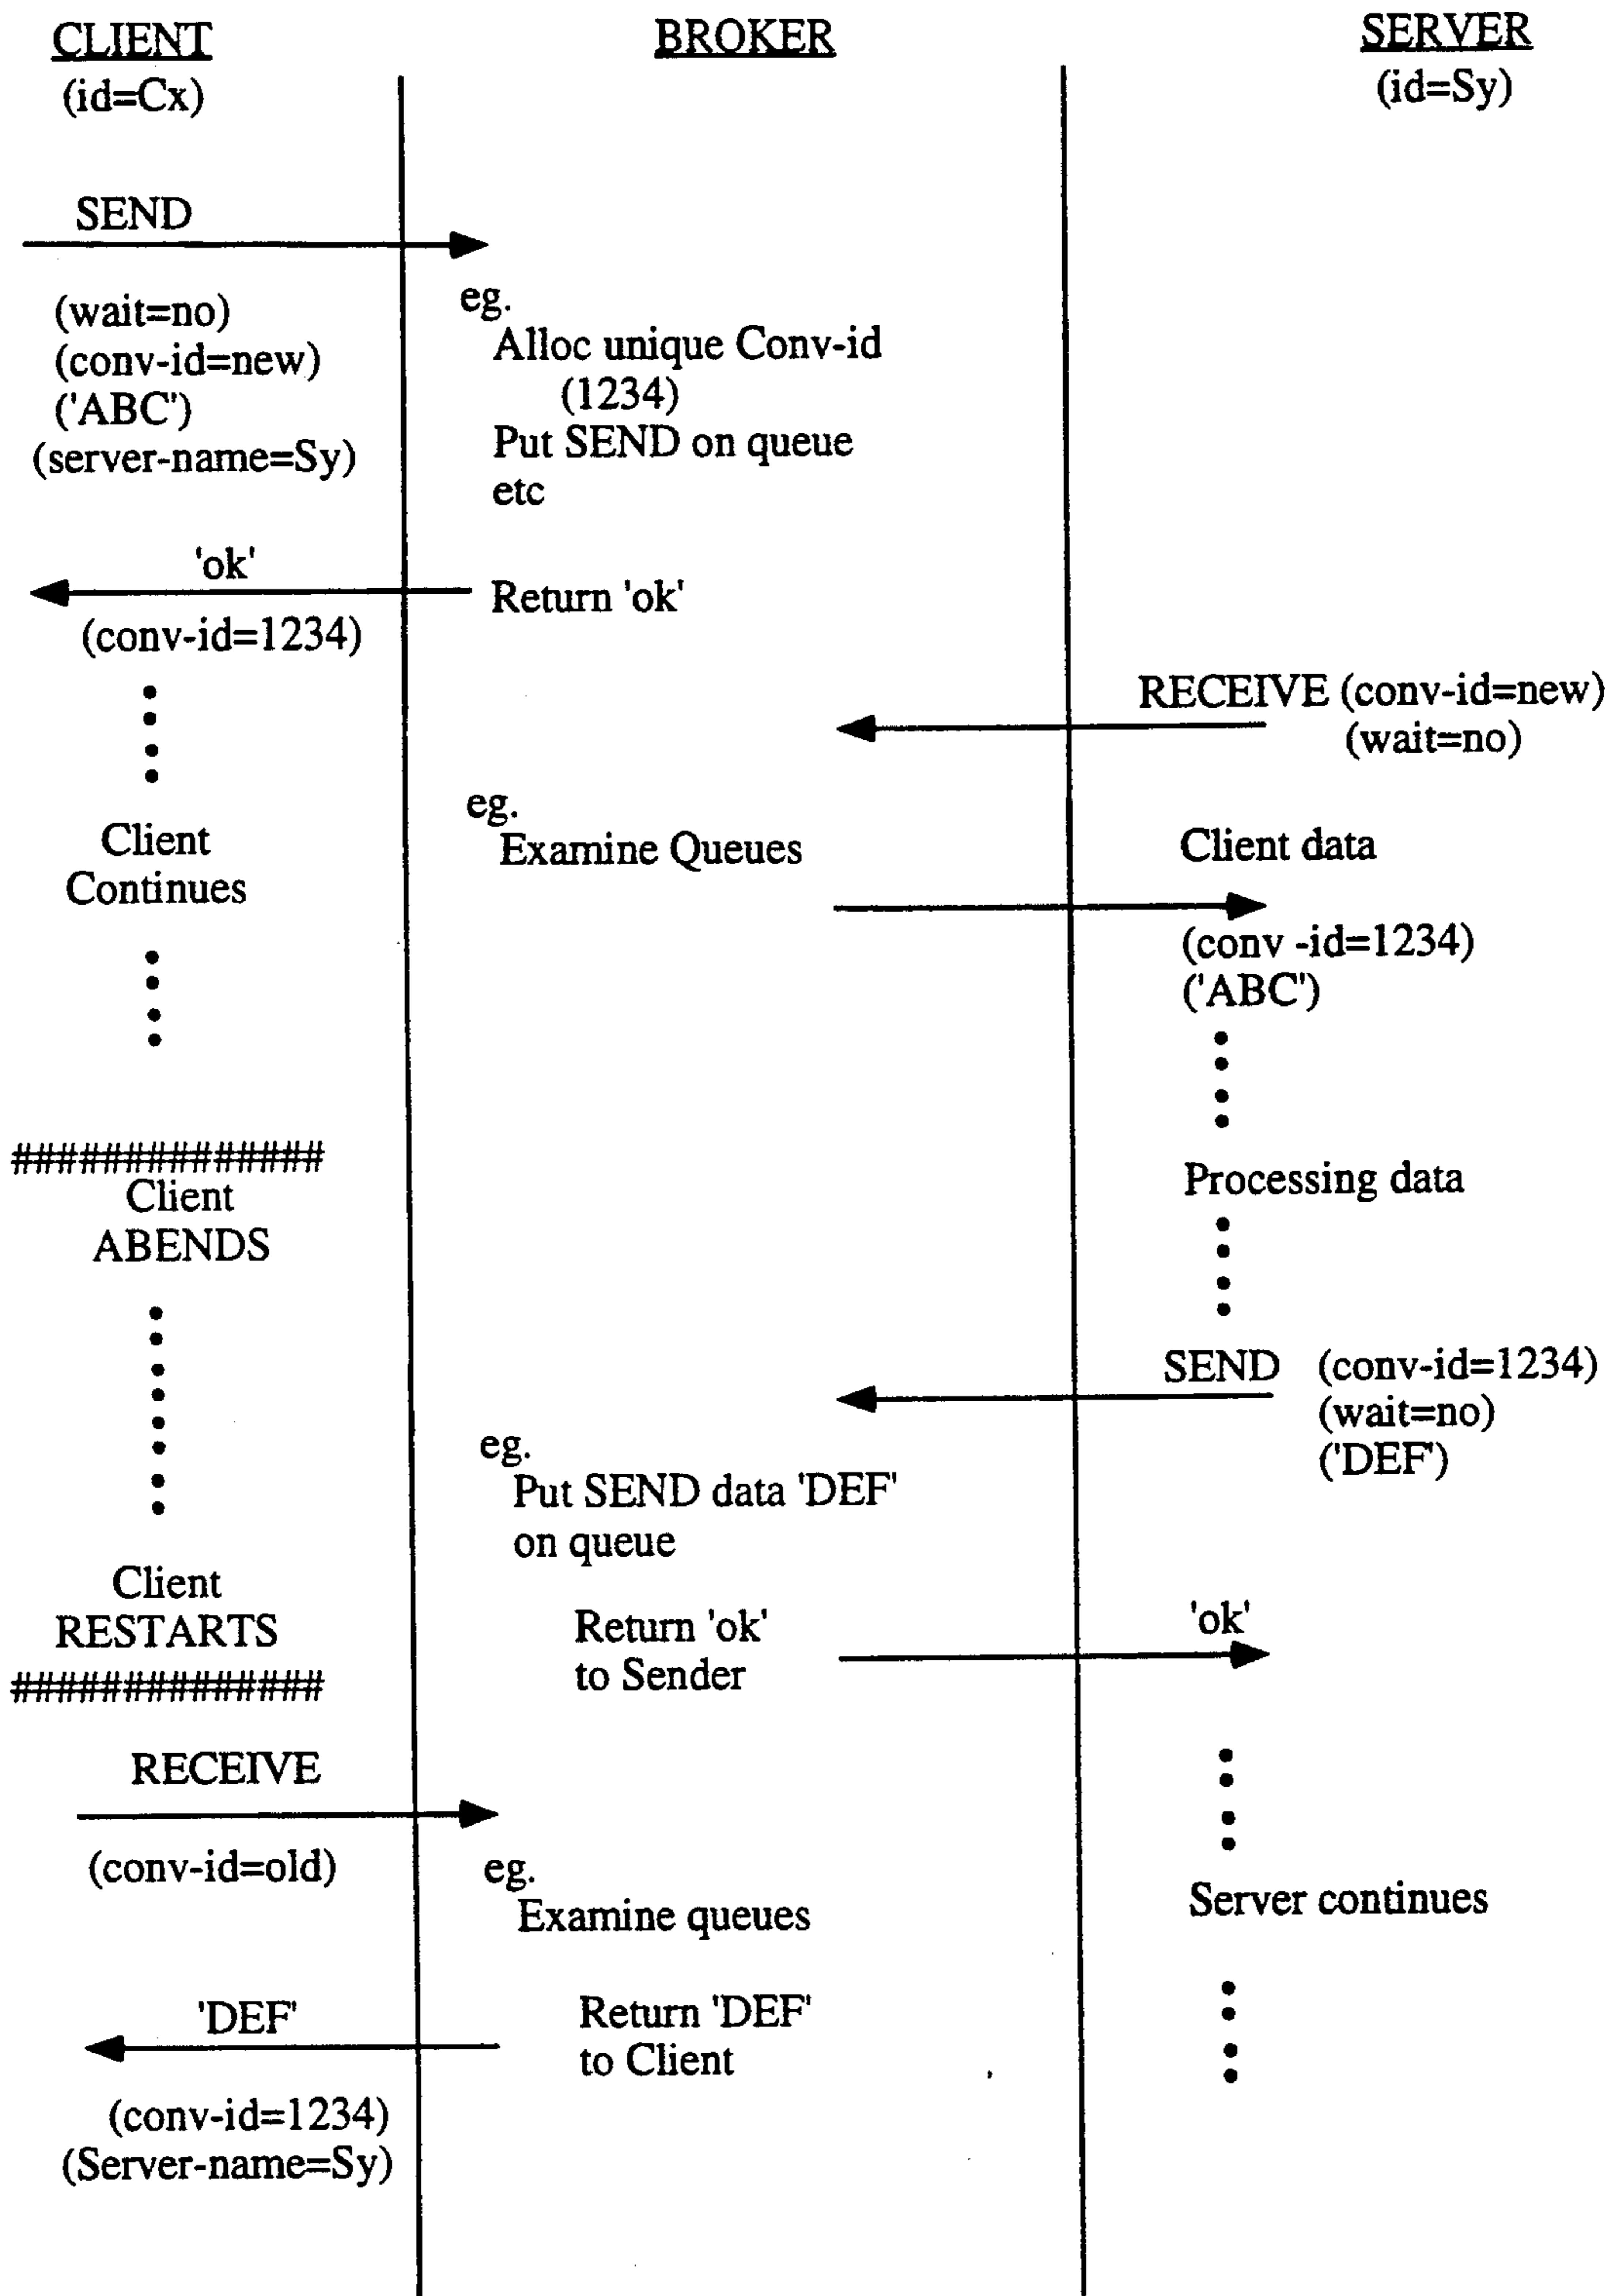 CLIENT
(id=Cx)
BROKER
SERVER
(id=Sy)
SEND
(wait=no)
(conv-id=new)
('ABC')
(server-name=Sy)
eg.
Alloc unique Conv-id
(1234)
Put SEND on queue
etc
'ok'
(conv-id=1234)
Return 'ok'
RECEIVE (conv-id=new)
(wait=no)
Client
Continues
eg.
Examine Queues
Client data
(conv -id=1234)
('ABC')
##############
Client
ABENDS
Processing data
SEND (conv-id=1234)
(wait=no)
('DEF')
eg.
Put SEND data 'DEF'
on queue
Client
RESTARTS
##############
Return 'ok'
to Sender
'ok'
RECEIVE
(conv-id=old)
eg.
Examine queues
Server continues
'DEF'
(conv-id=1234)
(Server-name=Sy)
Return 'DEF'
to Client